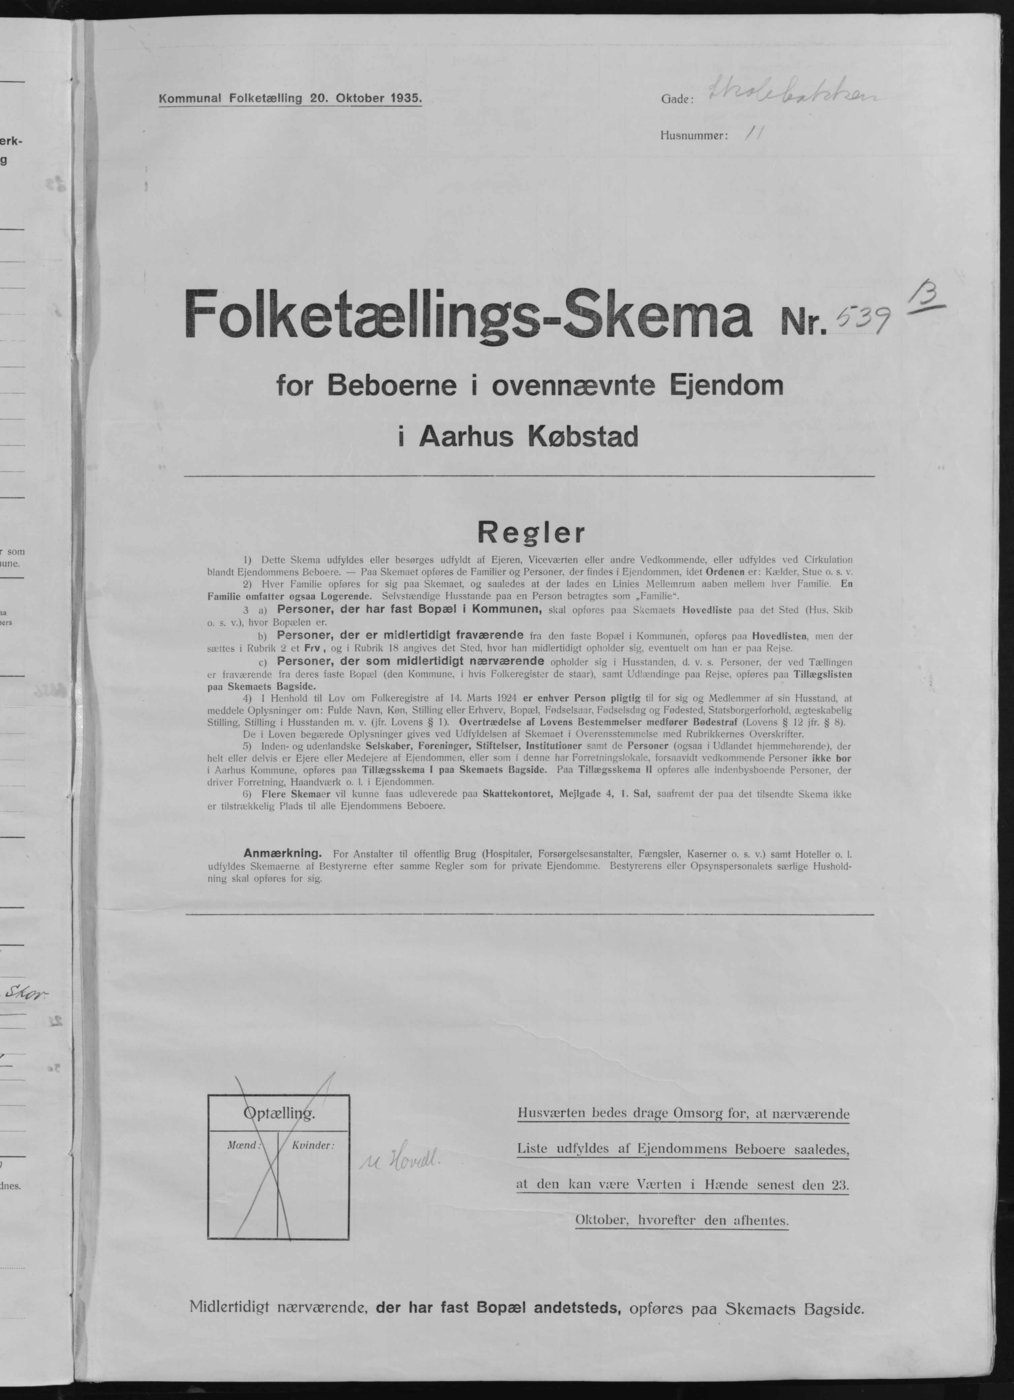 Kommunal Folketælling 20. Oktober 1935.
Gade: Skolebakken
Husnummer: 11
Folketællings-Skema Nr. 539 B
for Beboerne i ovennævnte Ejendom
i Aarhus Købstad
Regler
1) Dette Skema udfyldes eller besørges udfyldt af Ejeren, Viceværten eller andre Vedkommende, eller udfyldes ved Cirkulation
blandt Ejendommens Beboere. — Paa Skemaet opføres de Familier og Personer, der findes i Ejendommen, idet Ordenen er: Kælder, Stue o. s. v.
2) Hver Familie opføres for sig paa Skemaet, og saaledes at der lades en Linies Mellemrum aaben mellem hver Familie. En
Familie omfatter ogsaa Logerende. Selvstændige Husstande paa en Person betragtes som „Familie“.
3 a) Personer, der har fast Bopæl i Kommunen, skal opføres paa Skemaets Hovedliste paa det Sted (Hus, Skib
o. s. v.), hvor Bopælen er.
b) Personer, der er midlertidigt fraværende fra den faste Bopæl i Kommunen, opføres paa Hovedlisten, men der
sættes i Rubrik 2 et Frv, og i Rubrik 18 angives det Sted, hvor han midlertidigt opholder sig, eventuelt om han er paa Rejse.
c) Personer, der som midlertidigt nærværende opholder sig i Husstanden, d. v. s. Personer, der ved Tællingen
er fraværende fra deres faste Bopæl (den Kommune, i hvis Folkeregister de staar), samt Udlændinge paa Rejse, opføres paa Tillægslisten
paa Skemaets Bagside.
4) I Henhold til Lov om Folkeregistre af 14. Marts 1924 er enhver Person pligtig til for sig og Medlemmer af sin Husstand, at
meddele Oplysninger om: Fulde Navn, Køn, Stilling eller Erhverv, Bopæl, Fødselsaar, Fødselsdag og Fødested, Statsborgerforhold, ægteskabelig
Stilling, Stilling i Husstanden m. v. (jfr. Lovens § 1). Overtrædelse af Lovens Bestemmelser medfører Bødestraf (Lovens § 12 jfr. § 8).
De i Loven begærede Oplysninger gives ved Udfyldelsen af Skemaet i Overensstemmelse med Rubrikkernes Overskrifter.
5) Inden- og udenlandske Selskaber, Foreninger, Stiftelser, Institutioner samt de Personer (ogsaa i Udlandet hjemmehørende), der
helt eller delvis er Ejere eller Medejere af Ejendommen, eller som i denne har Forretningslokale, forsaavidt vedkommende Personer ikke bor
i Aarhus Kommune, opføres paa Tillægsskema I paa Skemaets Bagside. Paa Tillægsskema II opføres alle indenbysboende Personer, der
driver Forretning, Haandværk o. l. i Ejendommen.
6) Flere Skemaer vil kunne faas udleverede paa Skattekontoret, Mejlgade 4, 1. Sal, saafremt der paa det tilsendte Skema ikke
er tilstrækkelig Plads til alle Ejendommens Beboere.
Anmærkning. For Anstalter til offentlig Brug (Hospitaler, Forsørgelsesanstalter, Fængsler, Kaserner o. s. v.) samt Hoteller o. l.
udfyldes Skemaerne af Bestyrerne efter samme Regler som for private Ejendomme. Bestyrerens eller Opsynspersonalets særlige Hushold-
ning skal opføres for sig.
Skor
Optælling.
Mænd: Kvinder:
Hovedl.
Husværten bedes drage Omsorg for, at nærværende
Liste udfyldes af Ejendommens Beboere saaledes,
at den kan være Værten i Hænde senest den 23.
Oktober, hvorefter den afhentes.
Midlertidigt nærværende, der har fast Bopæl andetsteds, opføres paa Skemaets Bagside.